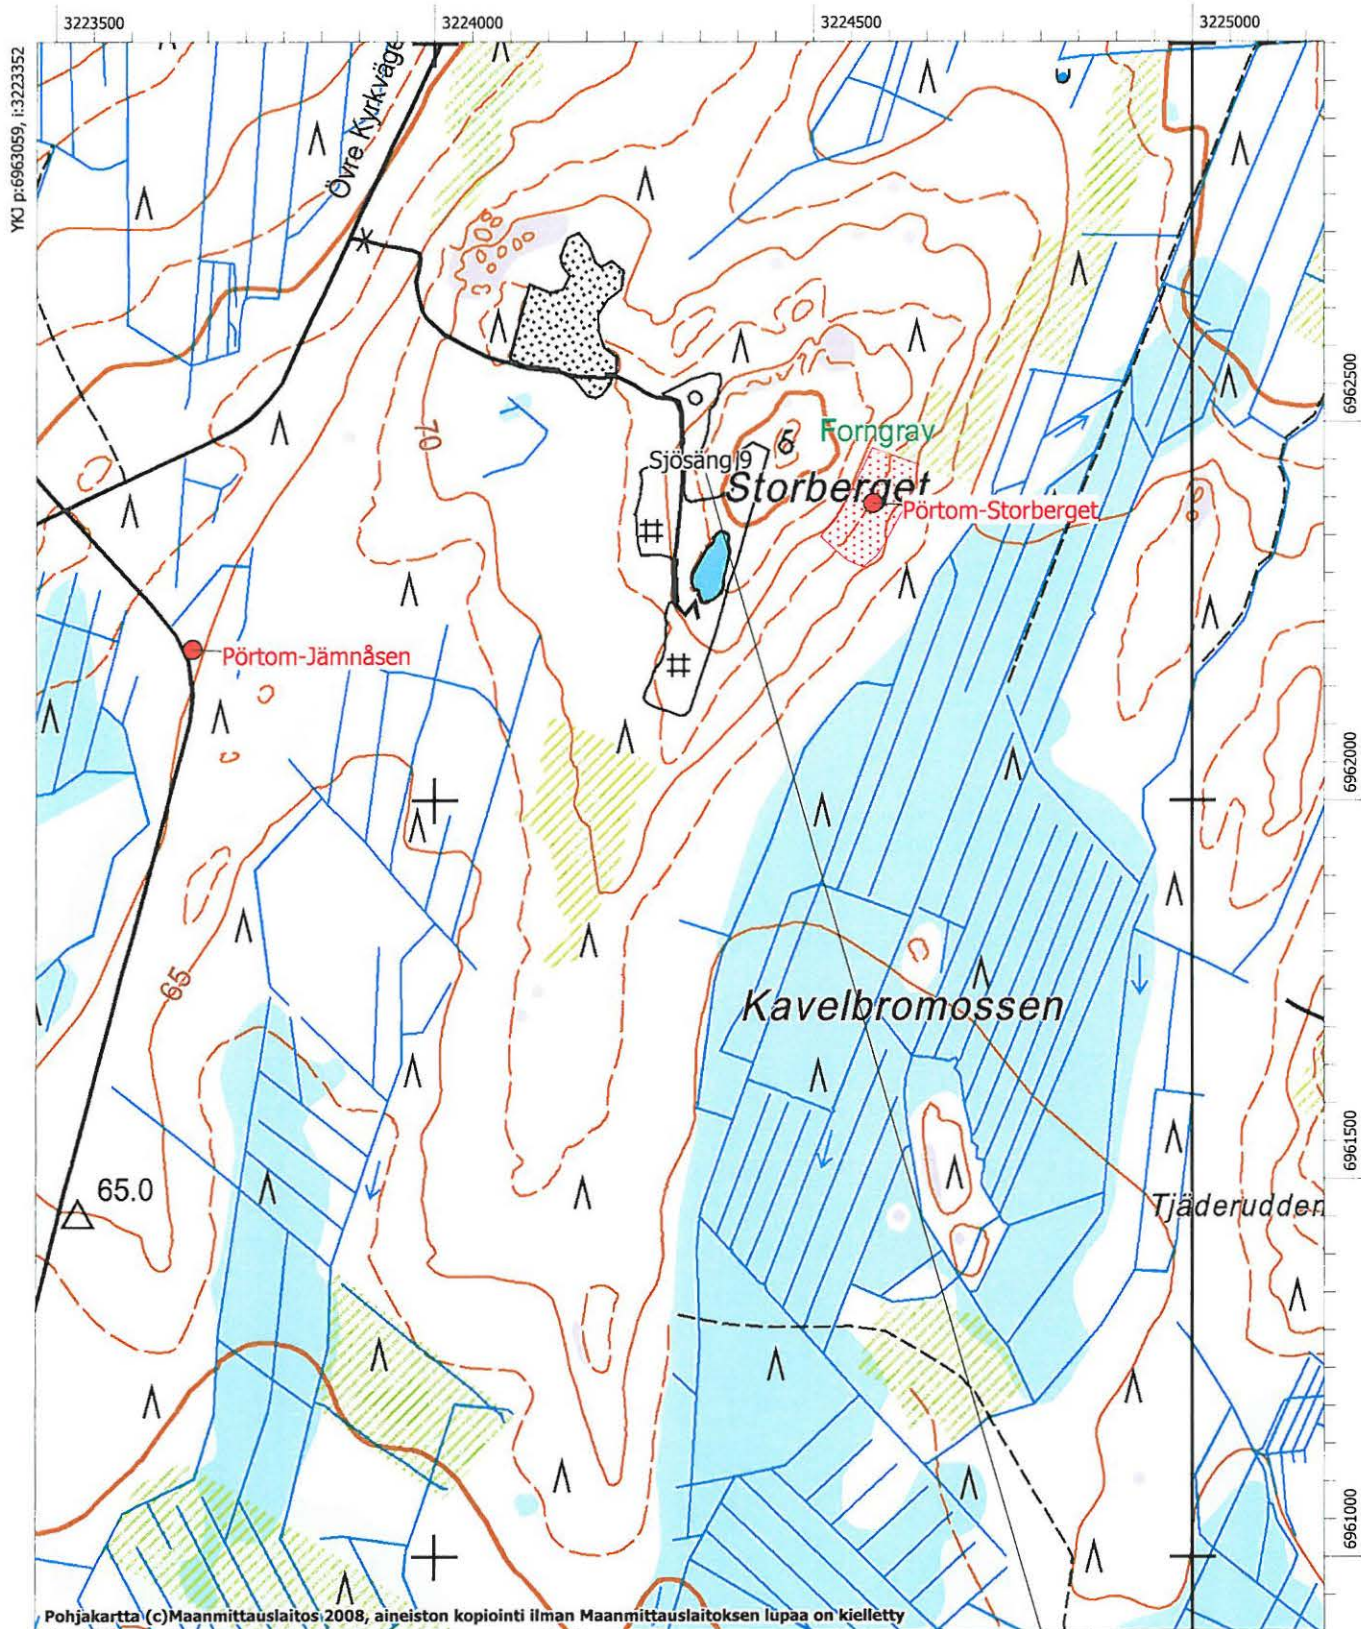 3223500
3224000
3224500
3225000
YKJ p:6963059, i:3223352
Övre Kyrkväge
6962500
70
Forngrav
5
Sjösäng 9
Storberget
Pörtom-Storberget
Pörtom-Jämnåsen
6962000
65
Kavelbromossen
6961500
65.0
Tjäderudden
6961000
Pohjakartta (c)Maanmittauslaitos 2008, aineiston kopiointi ilman Maanmittauslaitoksen lupaa on kielletty